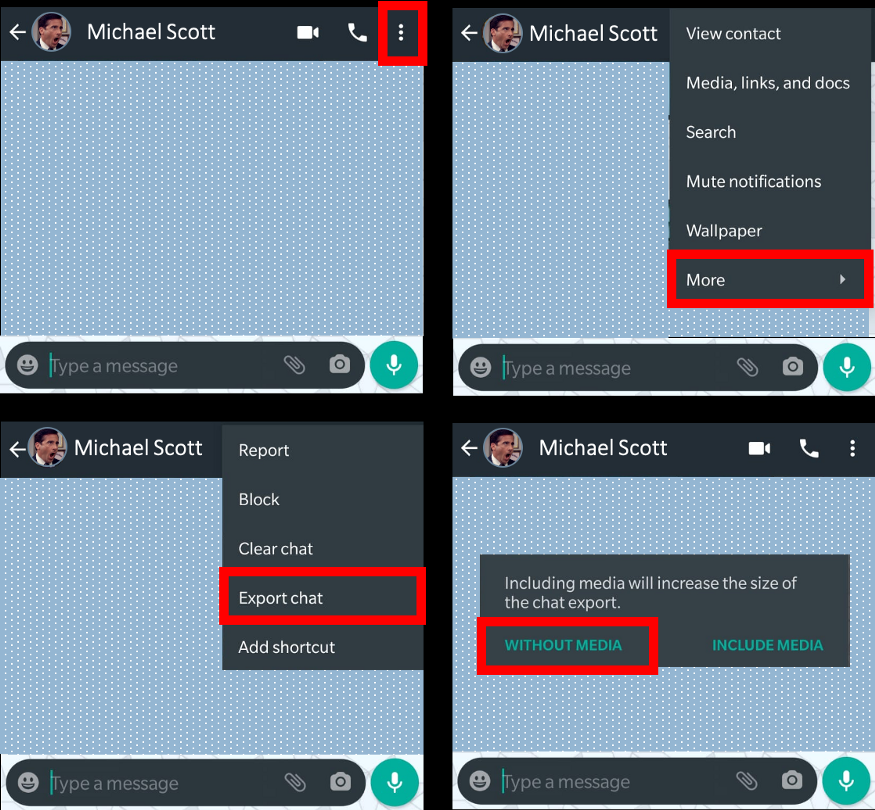 Michael Scott
Type a message
Michael Scott
View contact
Media, links, and docs
Search
Mute notifications
Wallpaper
More
Type a message
Michael Scott
Report
Block
Clear chat
Export chat
Add shortcut
Type a message
Michael Scott
Including media will increase the size of
the chat export.
WITHOUT MEDIA
INCLUDE MEDIA
Type a message